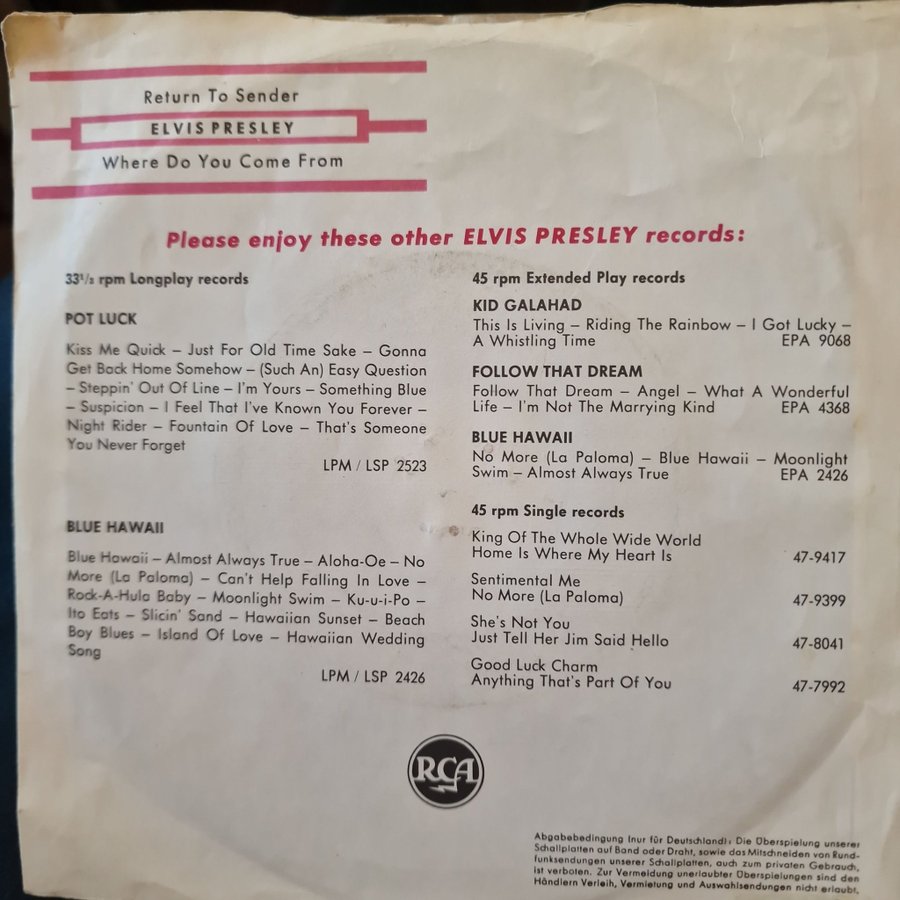 Return To Sender
ELVIS PRESLEY
Where Do You Come From
Please enjoy these other ELVIS PRESLEY records:
33¹/₃ rpm Longplay records
POT LUCK
Kiss Me Quick – Just For Old Time Sake – Gonna
Get Back Home Somehow – (Such An) Easy Question
– Steppin' Out Of Line – I'm Yours – Something Blue
– Suspicion – I Feel That I've Known You Forever –
Night Rider – Fountain Of Love – That's Someone
You Never Forget
LPM / LSP 2523
BLUE HAWAII
Blue Hawaii – Almost Always True – Aloha-Oe – No
More (La Paloma) – Can't Help Falling In Love –
Rock-A-Hula Baby – Moonlight Swim – Ku-u-i-Po –
Ito Eats – Slicin' Sand – Hawaiian Sunset – Beach
Boy Blues – Island Of Love – Hawaiian Wedding
Song
LPM / LSP 2426
45 rpm Extended Play records
KID GALAHAD
This Is Living – Riding The Rainbow – I Got Lucky –
A Whistling Time EPA 9068
FOLLOW THAT DREAM
Follow That Dream – Angel – What A Wonderful
Life – I'm Not The Marrying Kind EPA 4368
BLUE HAWAII
No More (La Paloma) – Blue Hawaii – Moonlight
Swim – Almost Always True EPA 2426
45 rpm Single records
King Of The Whole Wide World
Home Is Where My Heart Is 47-9417
Sentimental Me
No More (La Paloma) 47-9399
She's Not You
Just Tell Her Jim Said Hello 47-8041
Good Luck Charm
Anything That's Part Of You 47-7992
RCA
Abgabebedingung (nur für Deutschland): Die Überspielung unserer
Schallplatten auf Band oder Draht, sowie das Mitschneiden von Rund-
funksendungen unserer Schallplatten, auch zum privaten Gebrauch,
ist verboten. Zur Vermeidung unerlaubter Überspielungen sind den
Händlern Verleih, Vermietung und Auswahlsendungen nicht erlaubt.